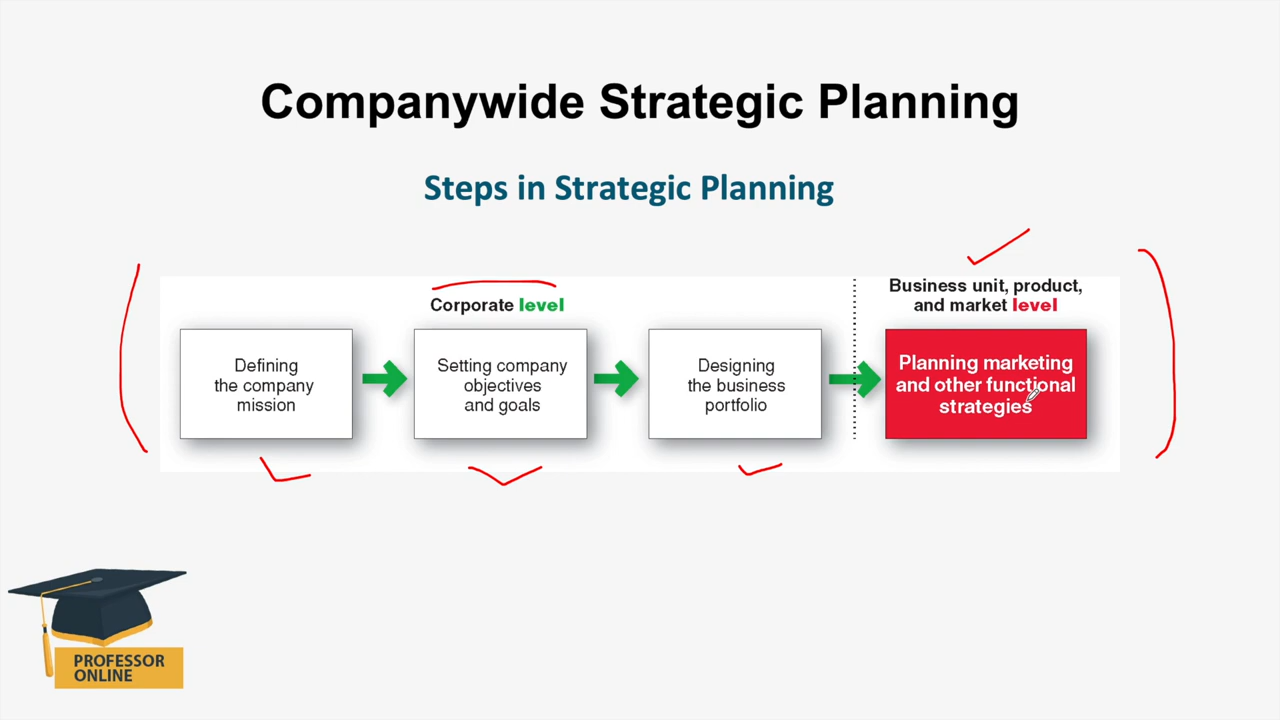 Companywide Strategic Planning
Steps in Strategic Planning
Corporate level
Business unit, product,
and market level
Defining
the company
mission
Setting company
objectives
and goals
Designing
the business
portfolio
Planning marketing
and other functional
strategies
PROFESSOR
ONLINE